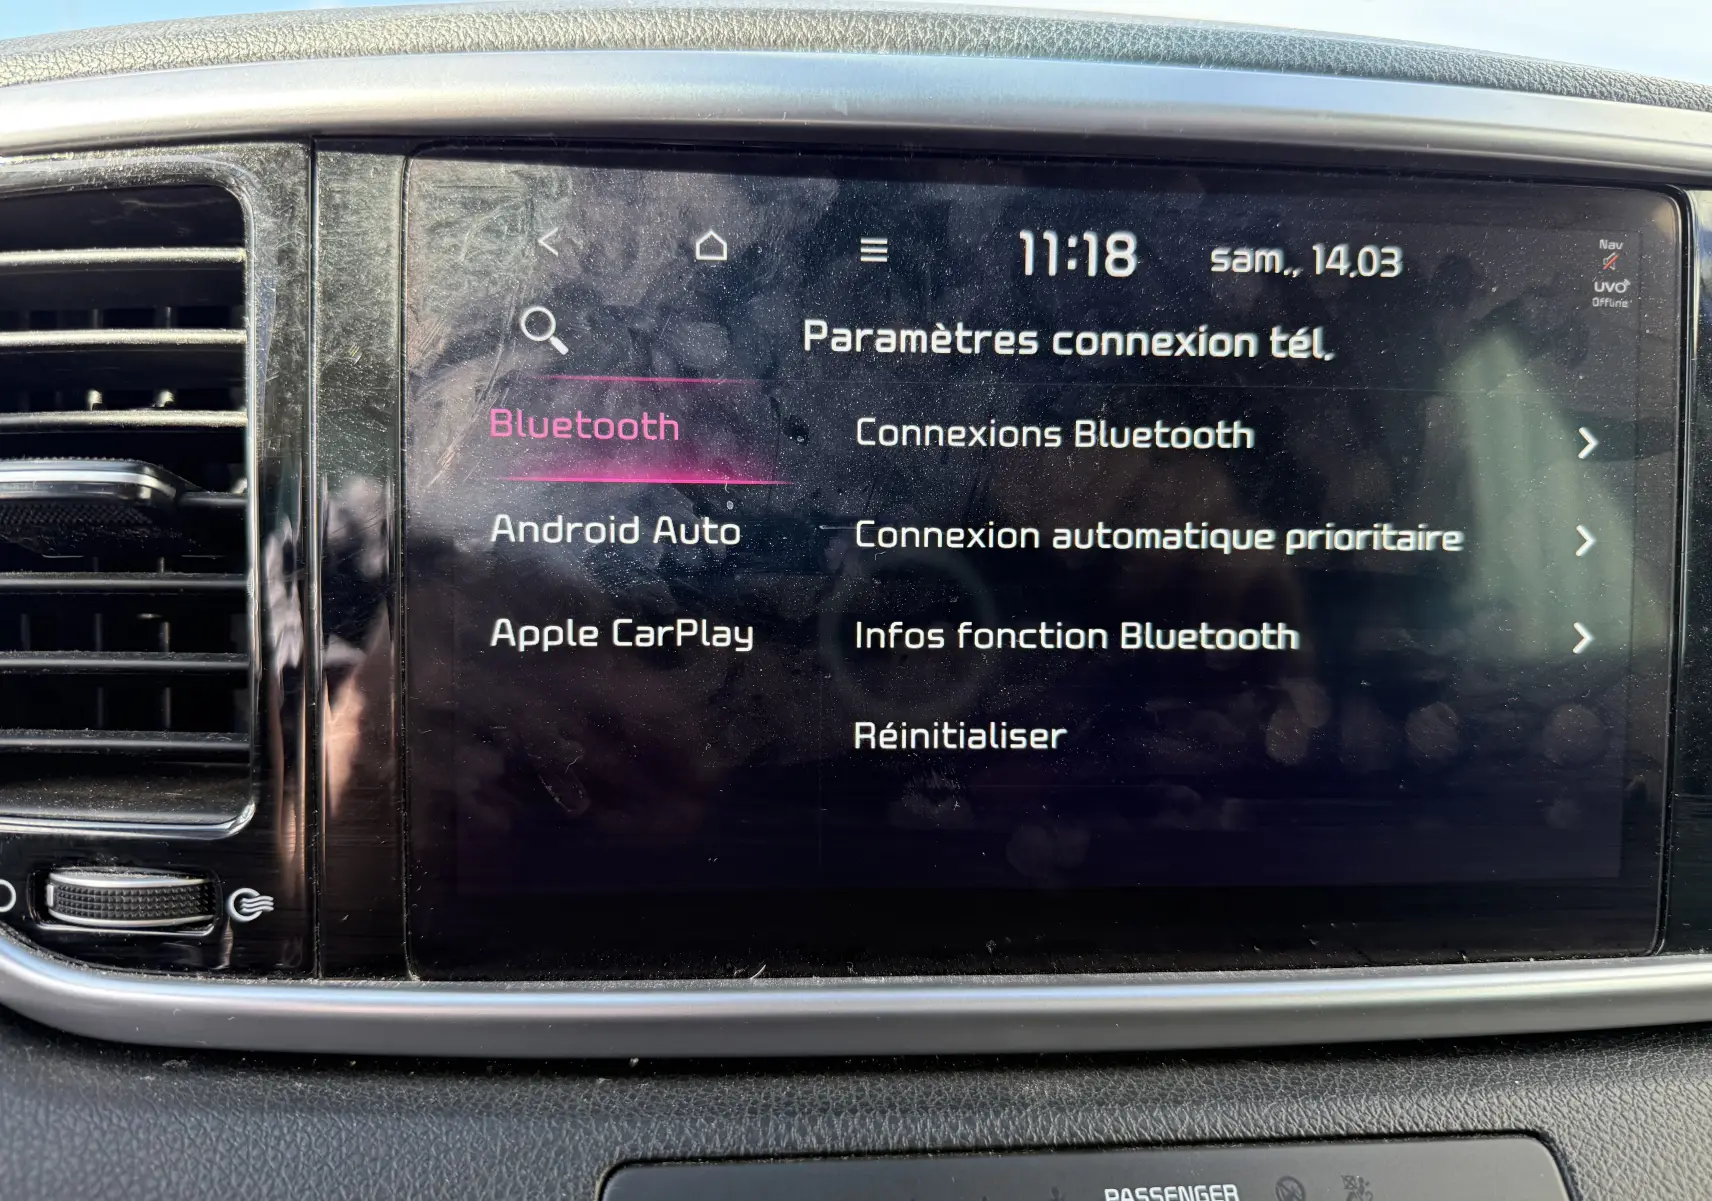 11:18 sam., 14.03
Nav
UVO
Offline
Paramètres connexion tél.
Bluetooth
Connexions Bluetooth
Android Auto
Connexion automatique prioritaire
Apple CarPlay
Infos fonction Bluetooth
Réinitialiser
PASSENGER